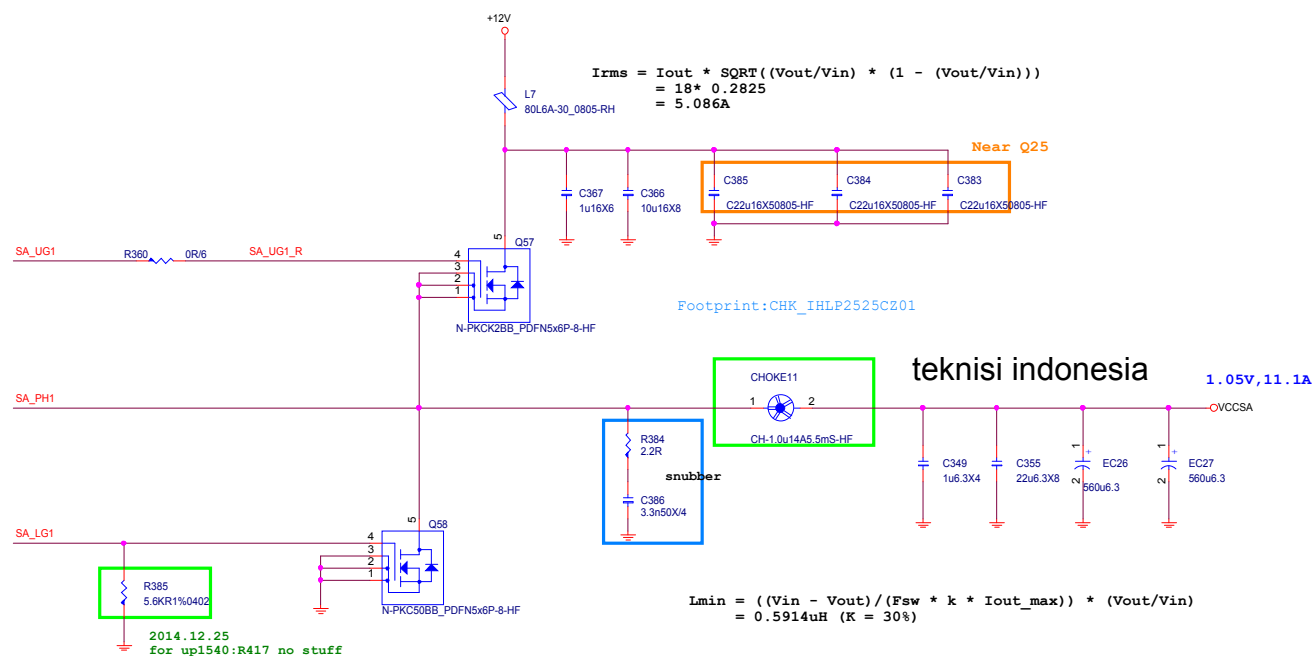 +12V
Irms = Iout * SQRT((Vout/Vin) * (1 - (Vout/Vin)))
= 18* 0.2825
= 5.086A
L7
80L6A-30_0805-RH
Near Q25
C367
1u16X6
C366
10u16X8
C385
C22u16X50805-HF
C384
C22u16X50805-HF
C383
C22u16X50805-HF
SA_UG1
R360
0R/6
SA_UG1_R
5
Q57
4
3
2
1
N-PKCK2BB_PDFN5x6P-8-HF
Footprint:CHK_IHLP2525CZ01
teknisi indonesia
1.05V,11.1A
SA_PH1
CHOKE11
1
2
CH-1.0u14A5.5mS-HF
VCCSA
R384
2.2R
snubber
C386
3.3n50X/4
C349
1u6.3X4
C355
22u6.3X8
1
+
EC26
2
560u6.3
1
+
EC27
2
560u6.3
SA_LG1
5
Q58
4
3
2
1
N-PKC50BB_PDFN5x6P-8-HF
R385
5.6KR1%0402
2014.12.25
for up1540:R417 no stuff
Lmin = ((Vin - Vout)/(Fsw * k * Iout_max)) * (Vout/Vin)
= 0.5914uH (K = 30%)